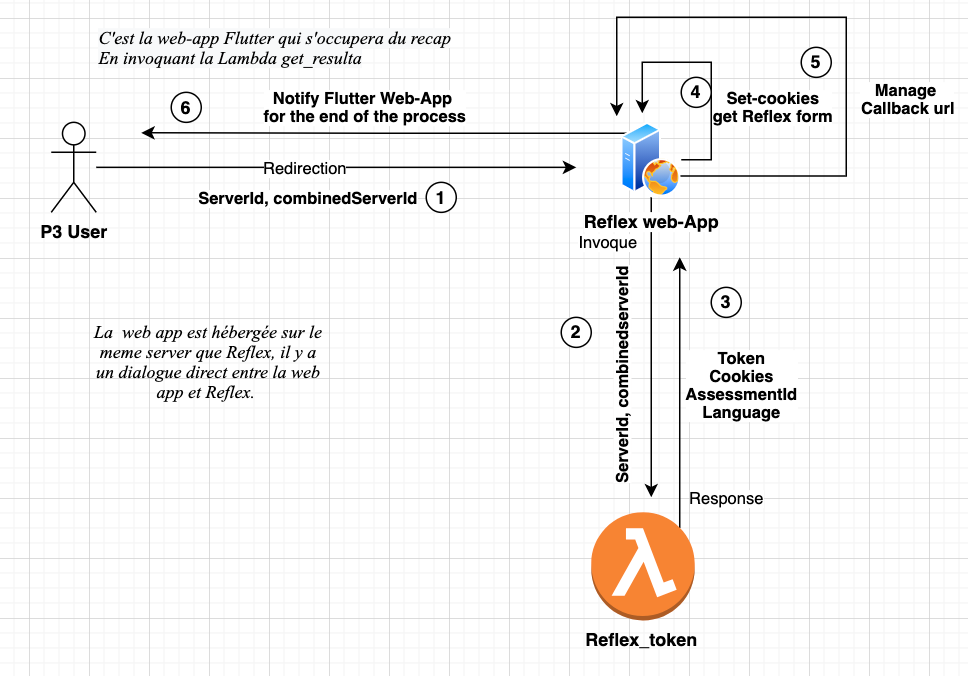 C'est la web-app Flutter qui s'occupera du recap
En invoquant la Lambda get_resulta
5
4
Manage
Callback url
Set-cookies
get Reflex form
6
Notify Flutter Web-App
for the end of the process
Redirection
ServerId, combinedServerId
1
P3 User
Reflex web-App
Invoque
2
ServerId, combinedserverId
3
La web app est hébergée sur le
meme server que Reflex, il y a
un dialogue direct entre la web
app et Reflex.
Token
Cookies
AssessmentId
Language
Response
Reflex_token